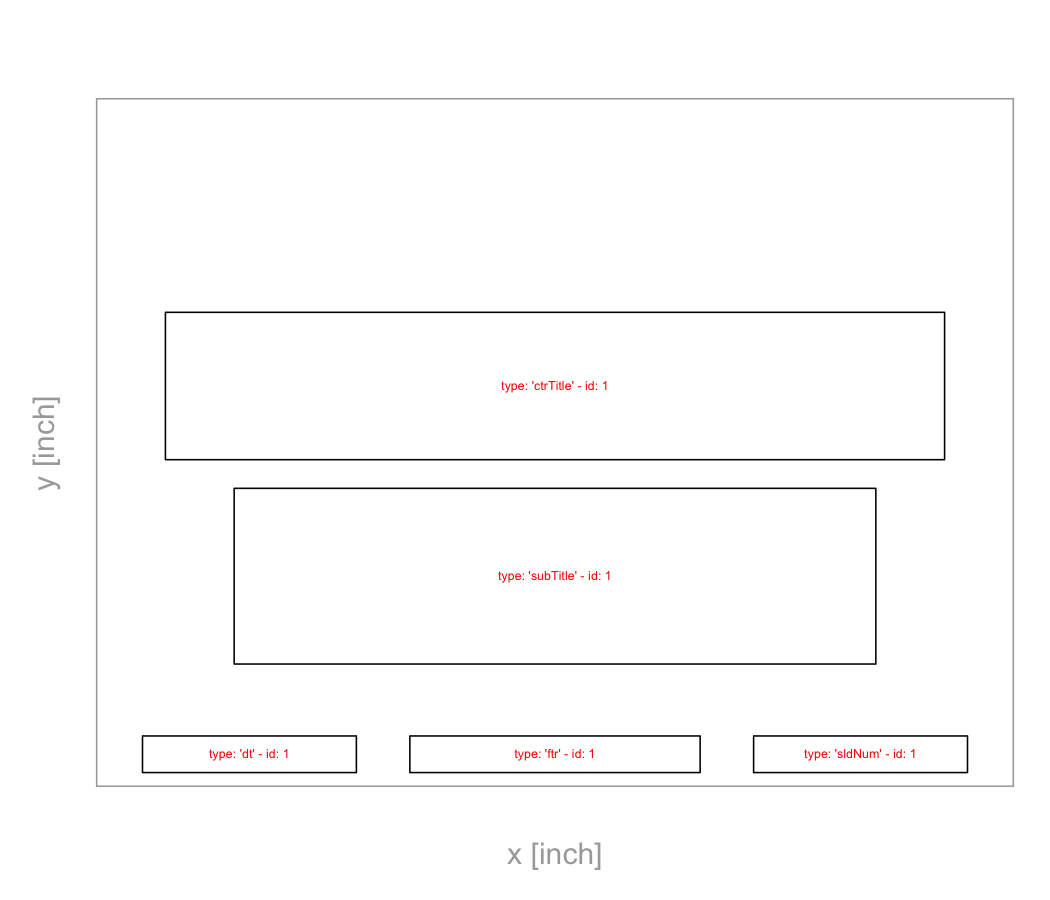 type: 'ctrTitle' - id: 1
y [inch]
type: 'subTitle' - id: 1
type: 'dt' - id: 1
type: 'ftr' - id: 1
type: 'sldNum' - id: 1
x [inch]